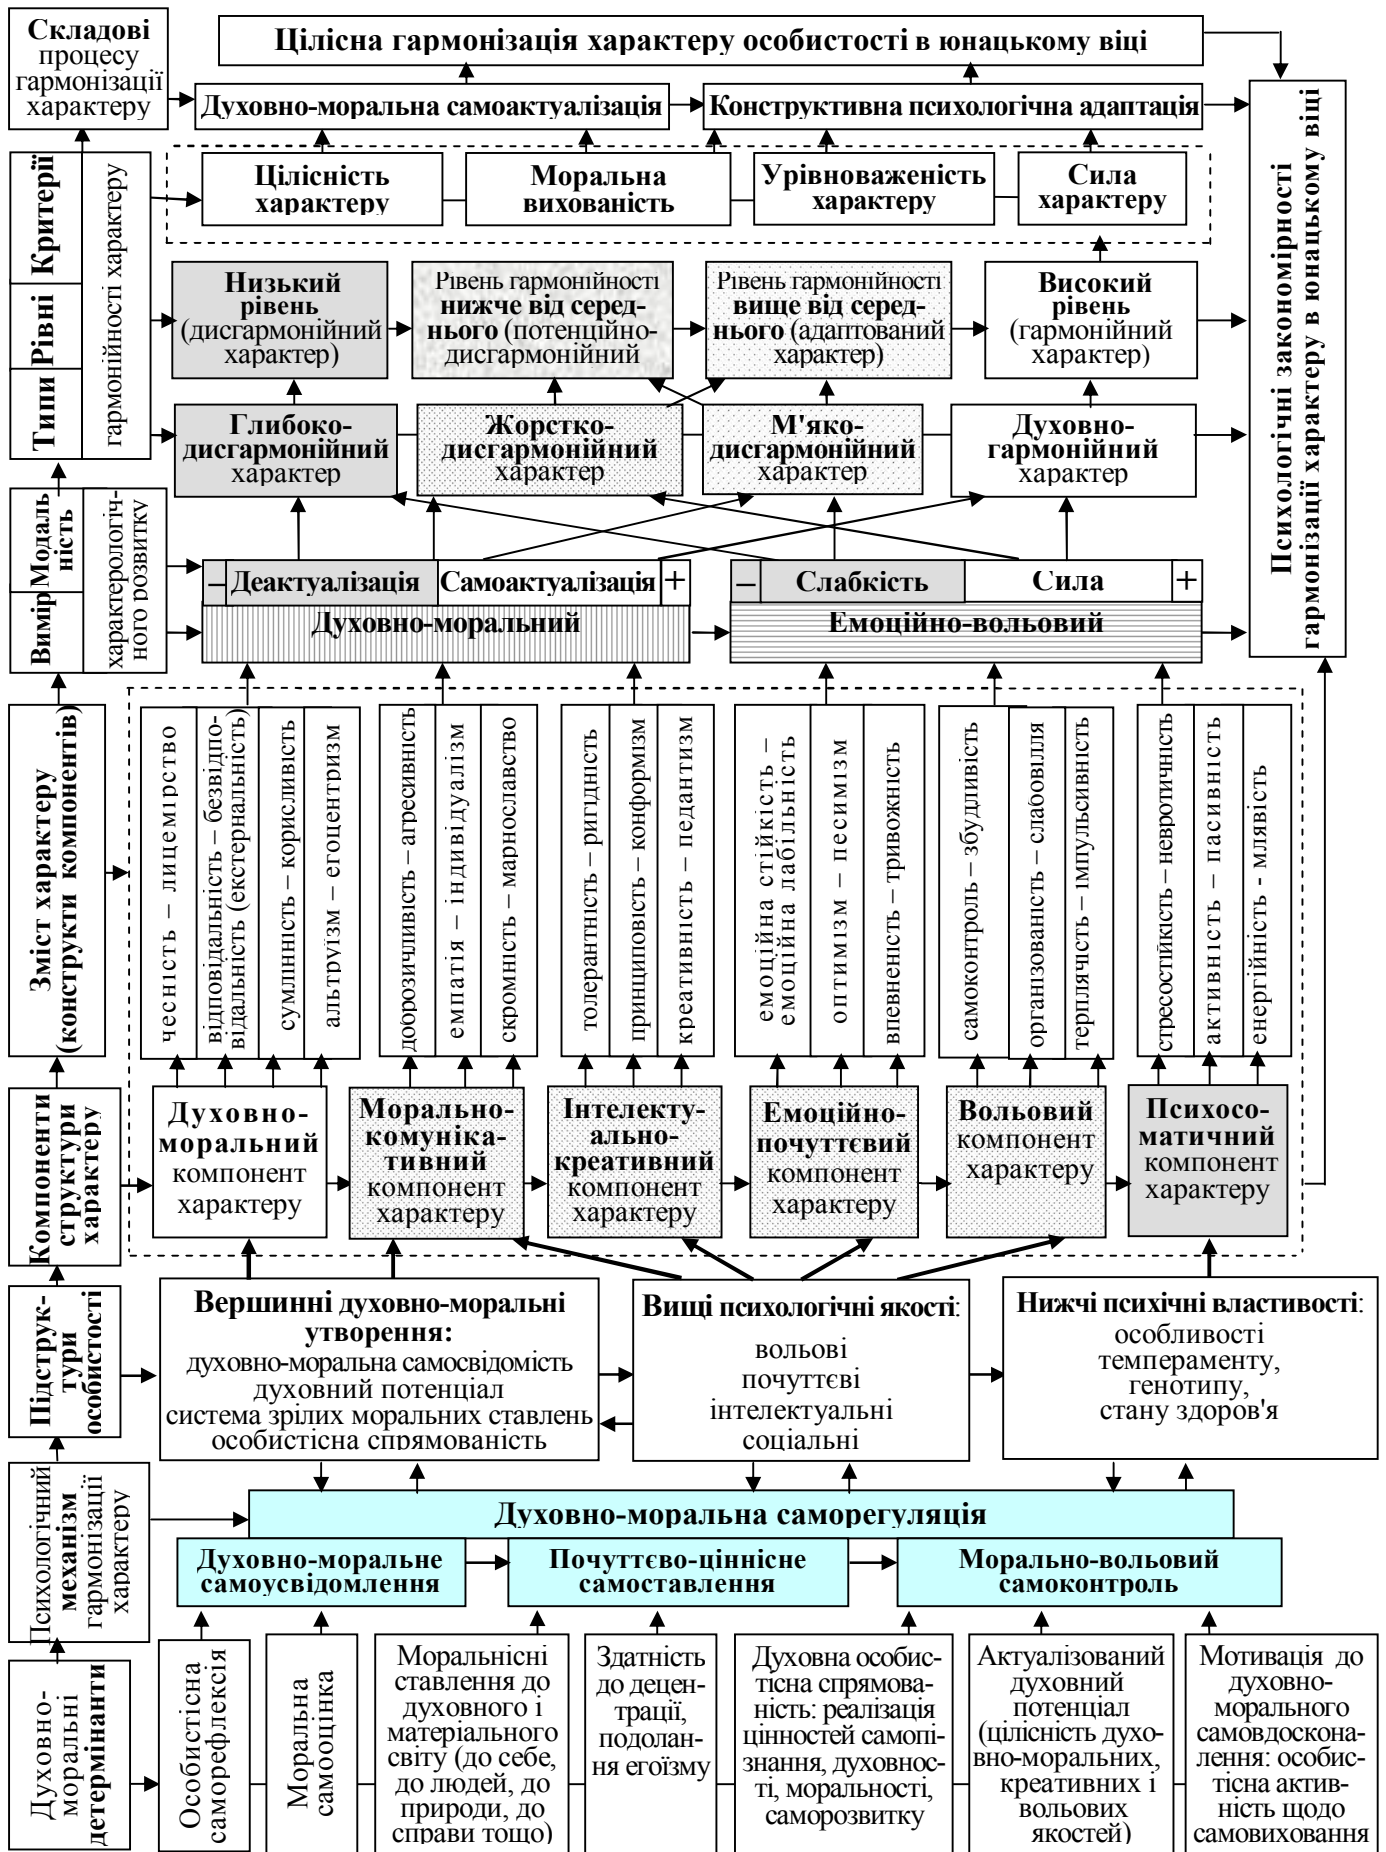 Складові
процесу
гармонізації
характеру
Цілісна гармонізація характеру особистості в юнацькому віці
Духовно-моральна самоактуалізація
Конструктивна психологічна адаптація
Психологічні закономірності
гармонізації характеру в юнацькому віці
Критерії
Рівні
Типи
гармонійності характеру
Цілісність
характеру
Моральна
вихованість
Урівноваженість
характеру
Сила
характеру
Низький
рівень
(дисгармонійний
характер)
Рівень гармонійності
нижче від серед-
нього (потенційно-
дисгармонійний
Рівень гармонійності
вище від серед-
нього (адаптований
характер)
Високий
рівень
(гармонійний
характер)
Глибоко-
дисгармонійний
характер
Жорстко-
дисгармонійний
характер
М'яко-
дисгармонійний
характер
Духовно-
гармонійний
характер
Модаль
ність
Вимір
характерологіч-
ного розвитку
–
Деактуалізація
Самоактуалізація
+
Духовно-моральний
–
Слабкість
Сила
+
Емоційно-вольовий
Зміст характеру
(конструкти компонентів)
чесність – лицемірство
відповідальність – безвідпо-
відальність (екстернальність)
сумлінність – корисливість
альтруїзм – егоцентризм
доброзичливість – агресивність
емпатія – індивідуалізм
скромність – марнославство
толерантність – ригідність
принциповість – конформізм
креативність – педантизм
емоційна стійкість –
емоційна лабільність
оптимізм – песимізм
впевненість – тривожність
самоконтроль – збудливість
організованість – слабовілля
терплячість – імпульсивність
стресостійкість – невротичність
активність – пасивність
енергійність - млявість
Компоненти
структури
характеру
Духовно-
моральний
компонент
характеру
Морально-
комуніка-
тивний
компонент
характеру
Інтелекту-
ально-
креативний
компонент
характеру
Емоційно-
почуттєвий
компонент
характеру
Вольовий
компонент
характеру
Психосо-
матичний
компонент
характеру
Підструк-
тури
особистості
Вершинні духовно-моральні
утворення:
духовно-моральна самосвідомість
духовний потенціал
система зрілих моральних ставлень
особистісна спрямованість
Вищі психологічні якості:
вольові
почуттєві
інтелектуальні
соціальні
Нижчі психічні властивості:
особливості
темпераменту,
генотипу,
стану здоров'я
Психологічний
механізм
гармонізації
характеру
Духовно-моральна саморегуляція
Духовно-моральне
самоусвідомлення
Почуттєво-ціннісне
самоставлення
Морально-вольовий
самоконтроль
Духовно-
моральні
детермінанти
Особистісна
саморефлексія
Моральна
самооцінка
Моральнісні
ставлення до
духовного і
матеріального
світу (до себе,
до людей, до
природи, до
справи тощо)
Здатність
до децен-
трації,
подолан-
ня егоїзму
Духовна особис-
тісна спрямова-
ність: реалізація
цінностей самопі-
знання, духовнос-
ті, моральності,
саморозвитку
Актуалізований
духовний
потенціал
(цілісність духо-
вно-моральних,
креативних і
вольових
якостей)
Мотивація до
духовно-
морального
самовдоскона-
лення: особис-
тісна актив-
ність щодо
самовиховання